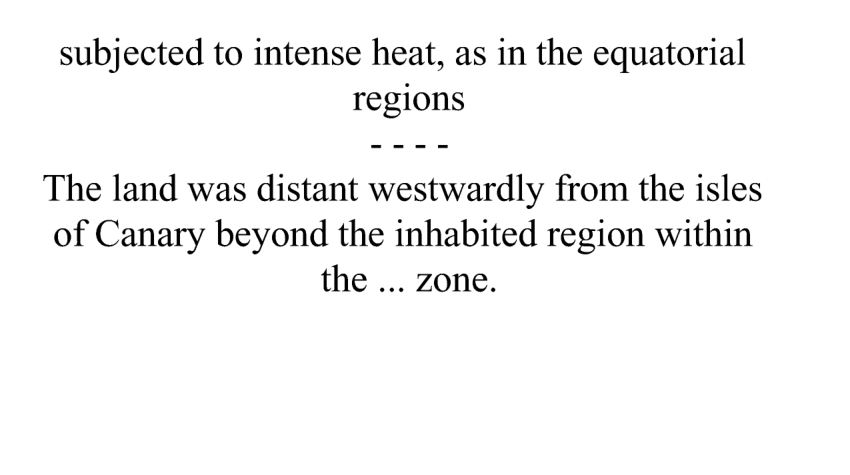 subjected to intense heat, as in the equatorial
regions
- - - -
The land was distant westwardly from the isles
of Canary beyond the inhabited region within
the ... zone.